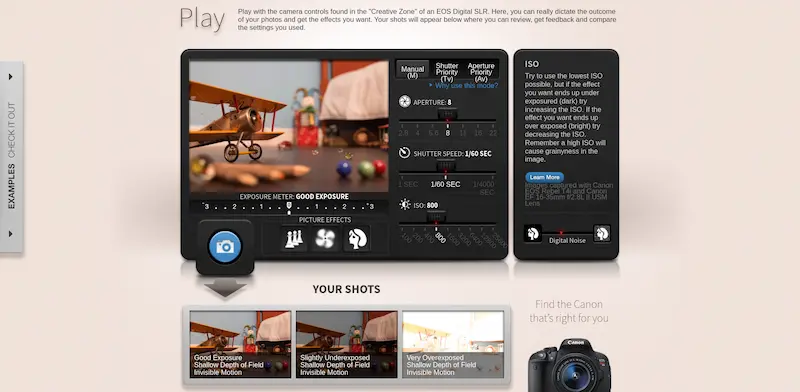 Play
Play with the camera controls found in the "Creative Zone" of an EOS Digital SLR. Here, you can really dictate the outcome
of your photos and get the effects you want. Your shots will appear below where you can review, get feedback and compare
the settings you used.
EXAMPLES CHECK IT OUT
Manual
(M)
Shutter
Priority
(Tv)
Aperture
Priority
(Av)
Why use this mode?
APERTURE: 8
2.8 4 5.6 8 11 16 22
SHUTTER SPEED: 1/60 SEC
1 SEC 1/60 SEC 1/4000
SEC
ISO: 800
100 200 400 800 1600 3200 6400 12800
EXPOSURE METER: GOOD EXPOSURE
3 . . 2 . . 1 . . . . 1 . . 2 . . 3
PICTURE EFFECTS
ISO
Try to use the lowest ISO
possible, but if the effect
you want ends up under
exposured (dark) try
increasing the ISO. If the
effect you want ends up
over exposed (bright) try
decreasing the ISO.
Remember a high ISO will
cause grainyness in the
image.
Learn More
Images captured with Canon
EOS Rebel T4i and Canon
EF 16-35mm f/2.8L II USM
Lens
Digital Noise
YOUR SHOTS
Good Exposure
Shallow Depth of Field
Invisible Motion
Slightly Underexposed
Shallow Depth of Field
Invisible Motion
Very Overexposed
Shallow Depth of Field
Invisible Motion
Find the Canon
that's right for you
Canon